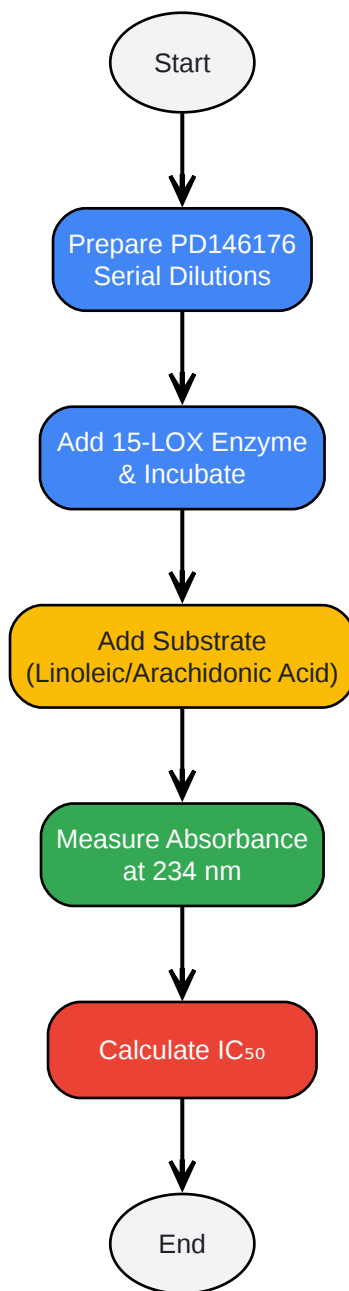 Start
Prepare PD146176
Serial Dilutions
Add 15-LOX Enzyme
& Incubate
Add Substrate
(Linoleic/Arachidonic Acid)
Measure Absorbance
at 234 nm
Calculate IC₅₀
End